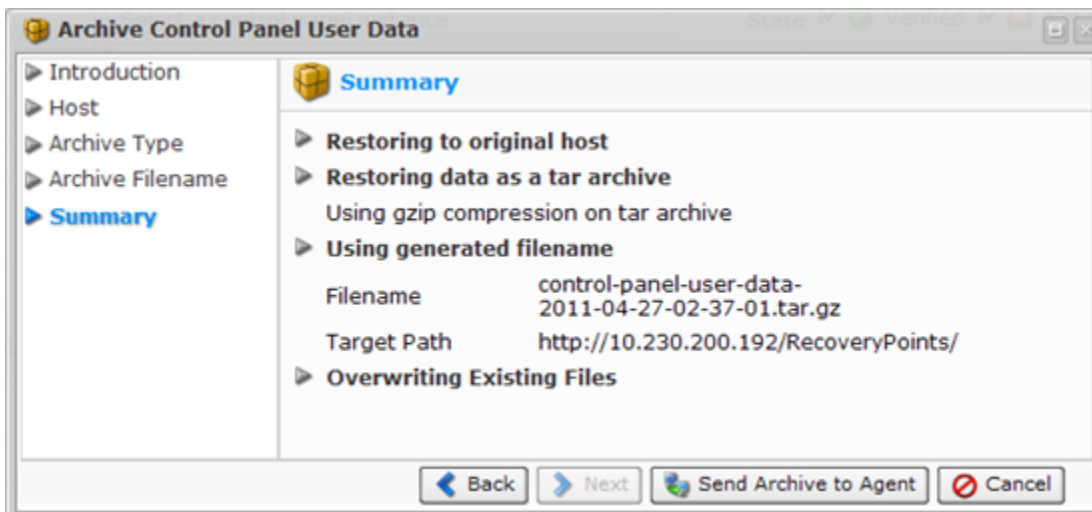 Archive Control Panel User Data
State
Verified
Introduction
Host
Archive Type
Archive Filename
Summary
Summary
Restoring to original host
Restoring data as a tar archive
Using gzip compression on tar archive
Using generated filename
Filename
control-panel-user-data-
2011-04-27-02-37-01.tar.gz
Target Path
http://10.230.200.192/RecoveryPoints/
Overwriting Existing Files
Back
Next
Send Archive to Agent
Cancel